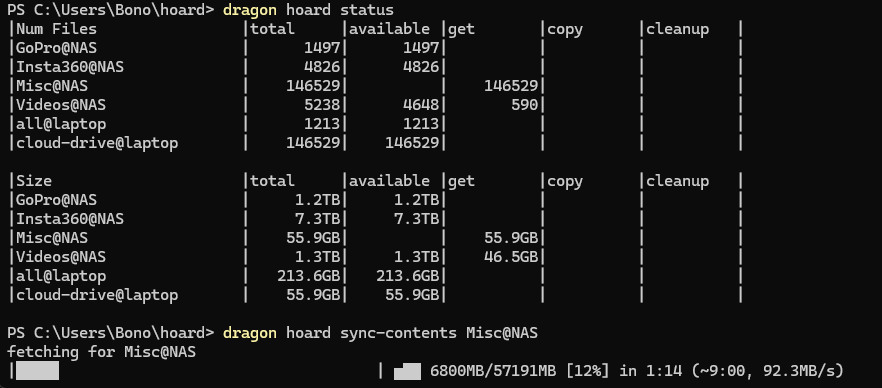 PS C:\Users\Bono\hoard> dragon hoard status
|Num Files                |total     |available |get       |copy      |cleanup   |
|GoPro@NAS                |      1497|      1497|          |          |          |
|Insta360@NAS             |      4826|      4826|          |          |          |
|Misc@NAS                 |    146529|          |    146529|          |          |
|Videos@NAS               |      5238|      4648|       590|          |          |
|all@laptop               |      1213|      1213|          |          |          |
|cloud-drive@laptop       |    146529|    146529|          |          |          |
|Size                     |total     |available |get       |copy      |cleanup   |
|GoPro@NAS                |     1.2TB|     1.2TB|          |          |          |
|Insta360@NAS             |     7.3TB|     7.3TB|          |          |          |
|Misc@NAS                 |    55.9GB|          |    55.9GB|          |          |
|Videos@NAS               |     1.3TB|     1.3TB|    46.5GB|          |          |
|all@laptop               |   213.6GB|   213.6GB|          |          |          |
|cloud-drive@laptop       |    55.9GB|    55.9GB|          |          |          |
PS C:\Users\Bono\hoard> dragon hoard sync-contents Misc@NAS
fetching for Misc@NAS
|█████                                   | ▄▆█ 6800MB/57191MB [12%] in 1:14 (~9:00, 92.3MB/s)